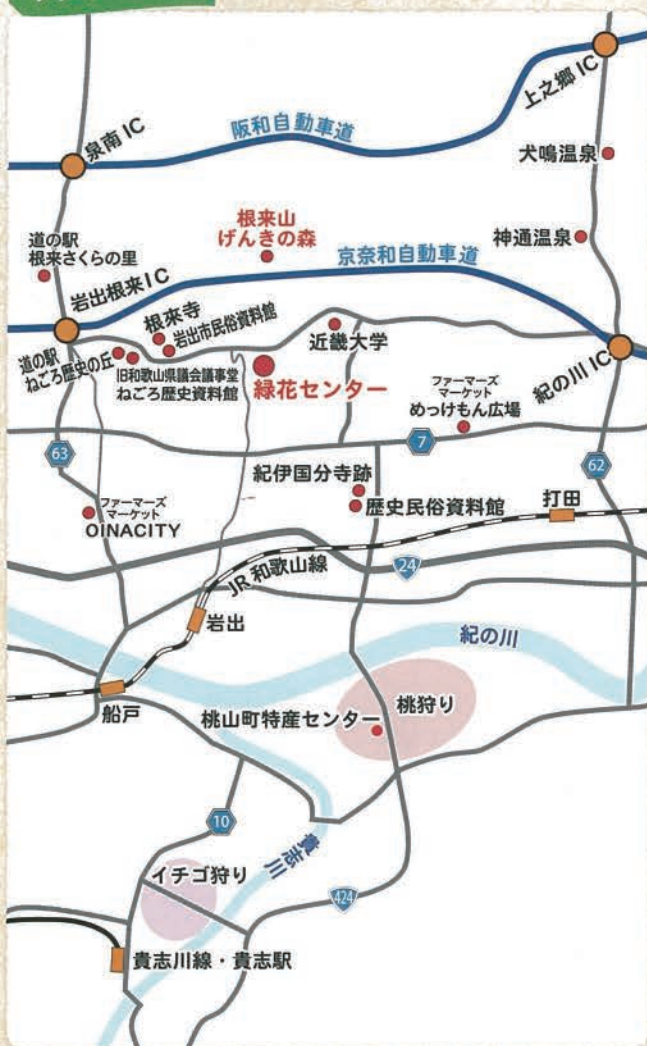 上之郷IC
泉南IC
阪和自動車道
犬鳴温泉
根来山
げんきの森
神通温泉
道の駅
根来さくらの里
京奈和自動車道
岩出根来IC
根来寺
岩出市民俗資料館
近畿大学
道の駅
ねごろ歴史の丘
旧和歌山県議会議事堂
ねごろ歴史資料館
緑花センター
紀の川IC
ファーマーズ
マーケット
めっけもん広場
7
63
62
紀伊国分寺跡
歴史民俗資料館
打田
ファーマーズ
マーケット
OINACITY
JR和歌山線
24
岩出
紀の川
船戸
桃山町特産センター
桃狩り
10
貴志川
イチゴ狩り
424
貴志川線・貴志駅